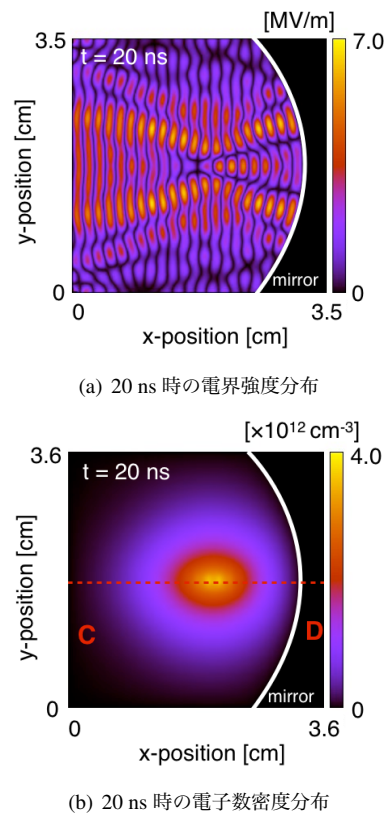 [MV/m]
3.5
t = 20 ns
7.0
y-position [cm]
mirror
0
0
0
3.5
x-position [cm]
(a) 20 ns 時の電界強度分布
[×10¹² cm⁻³]
3.6
t = 20 ns
4.0
y-position [cm]
C
D
mirror
0
0
0
3.6
x-position [cm]
(b) 20 ns 時の電子数密度分布